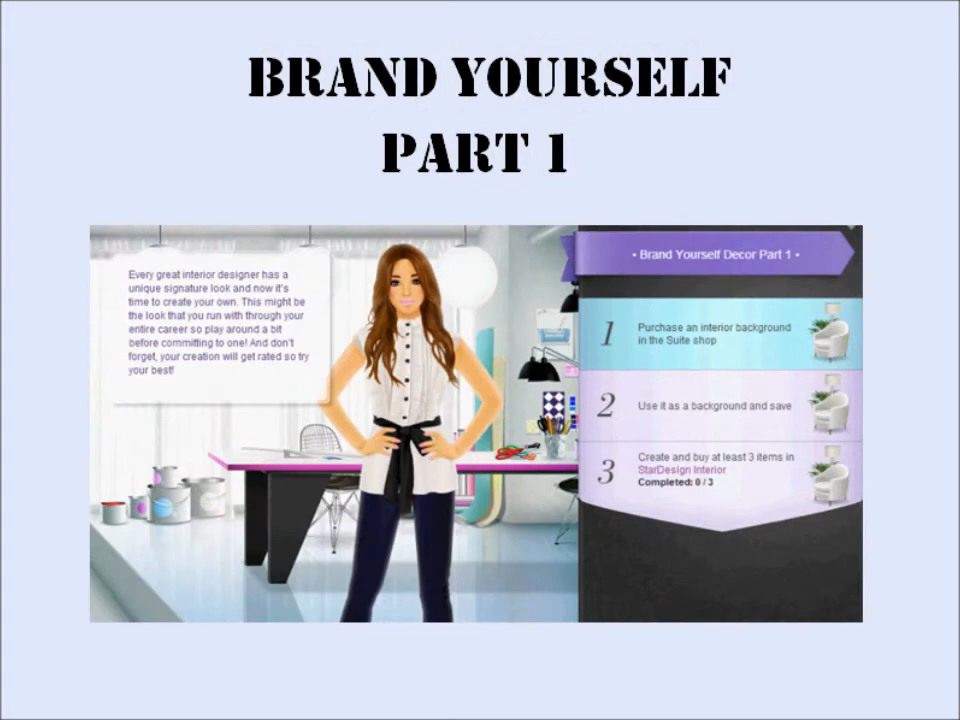 BRAND YOURSELF
PART 1
Every great interior designer has a
unique signature look and now it's
time to create your own. This might be
the look that you run with through your
entire career so play around a bit
before committing to one! And don't
forget, your creation will get rated so try
your best!
• Brand Yourself Decor Part 1 •
1
Purchase an interior background
in the Suite shop
2
Use it as a background and save
3
Create and buy at least 3 items in
StarDesign Interior
Completed: 0 / 3